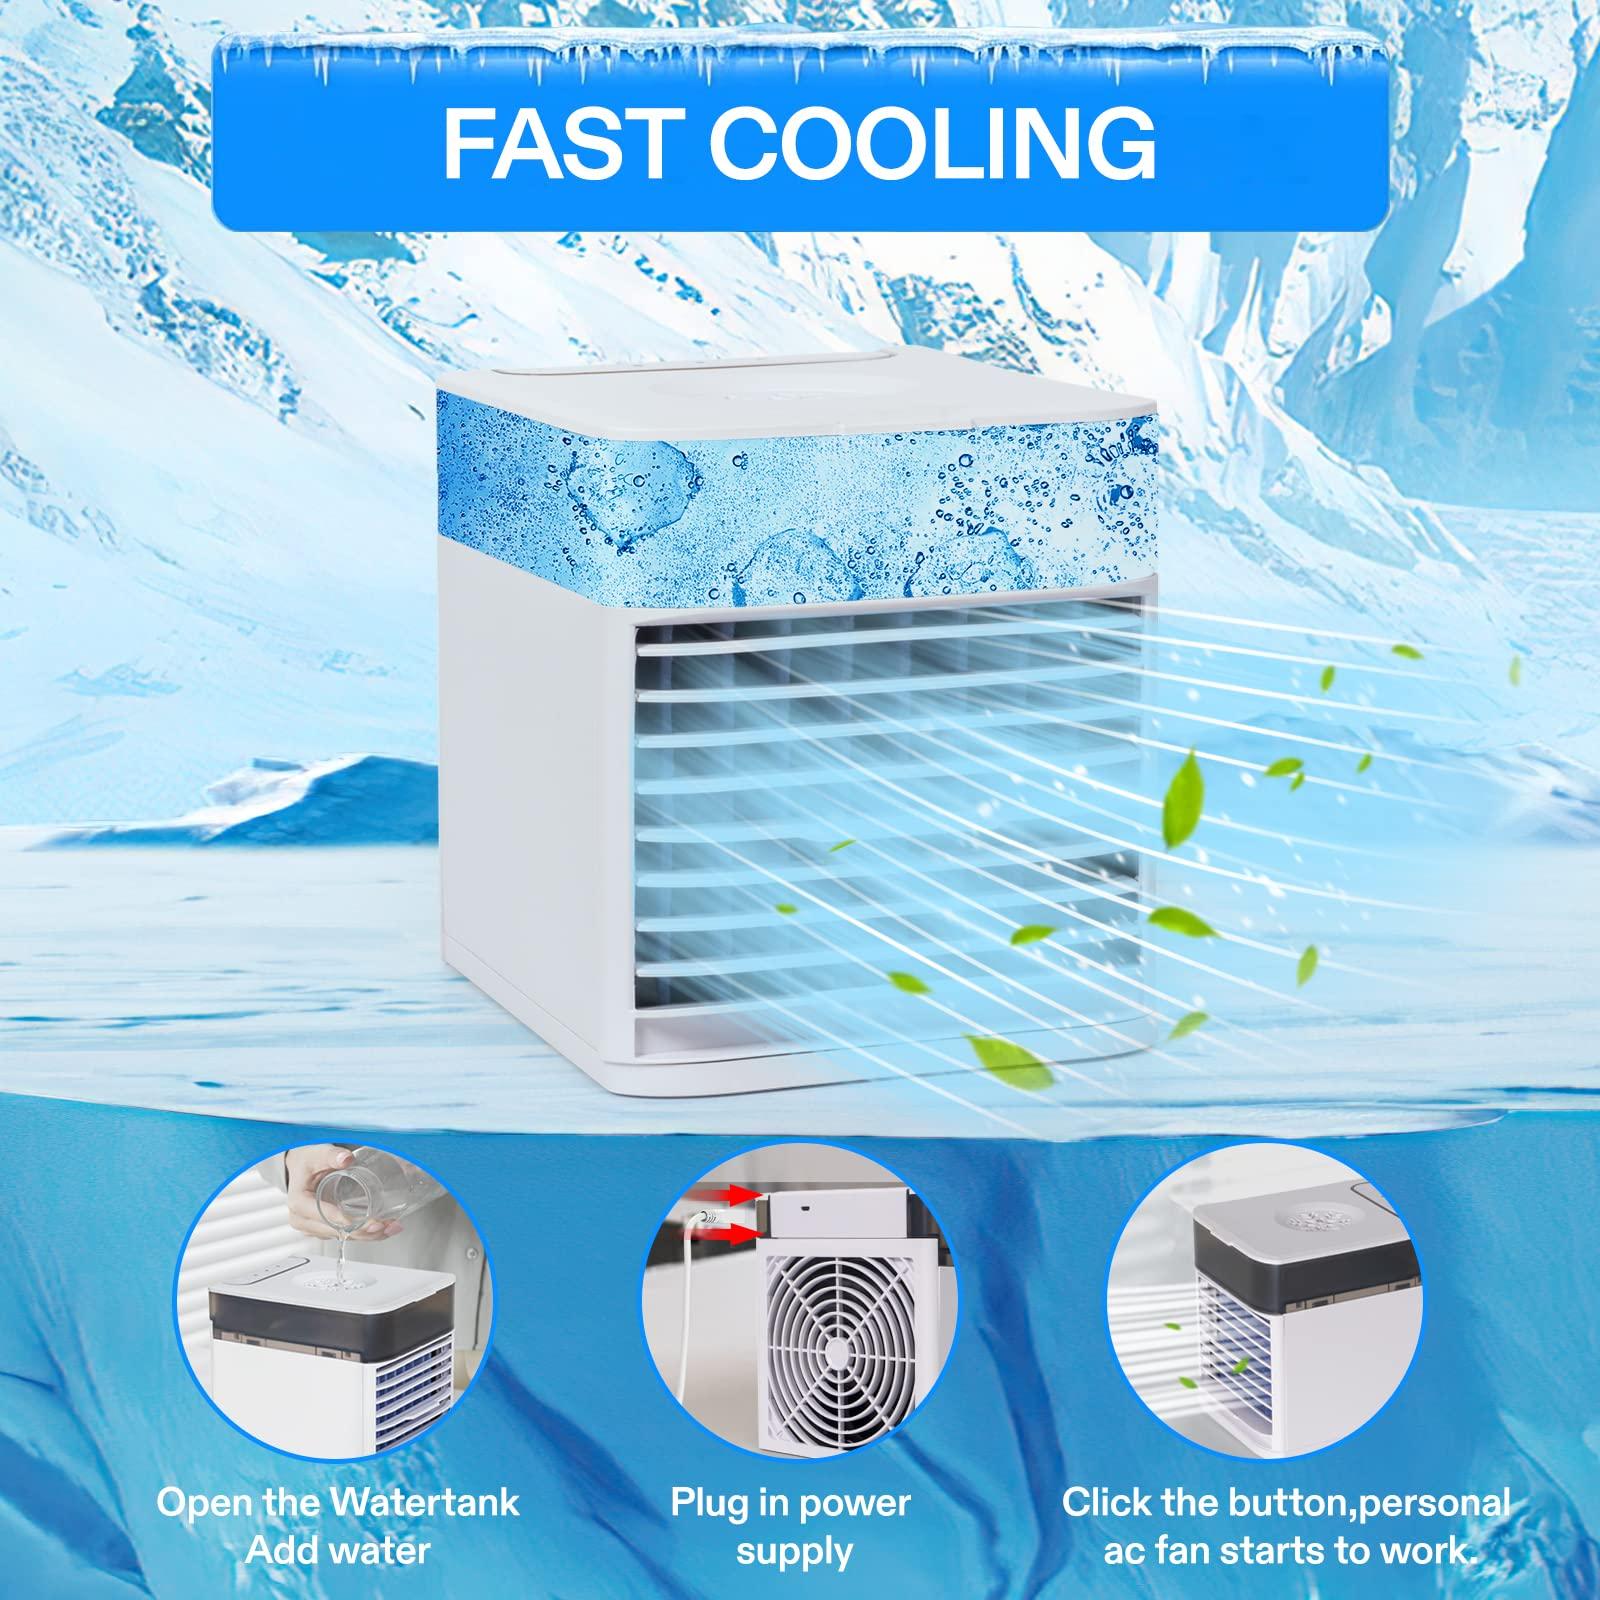 FAST COOLING
Open the Watertank
Add water
Plug in power
supply
Click the button,personal
ac fan starts to work.